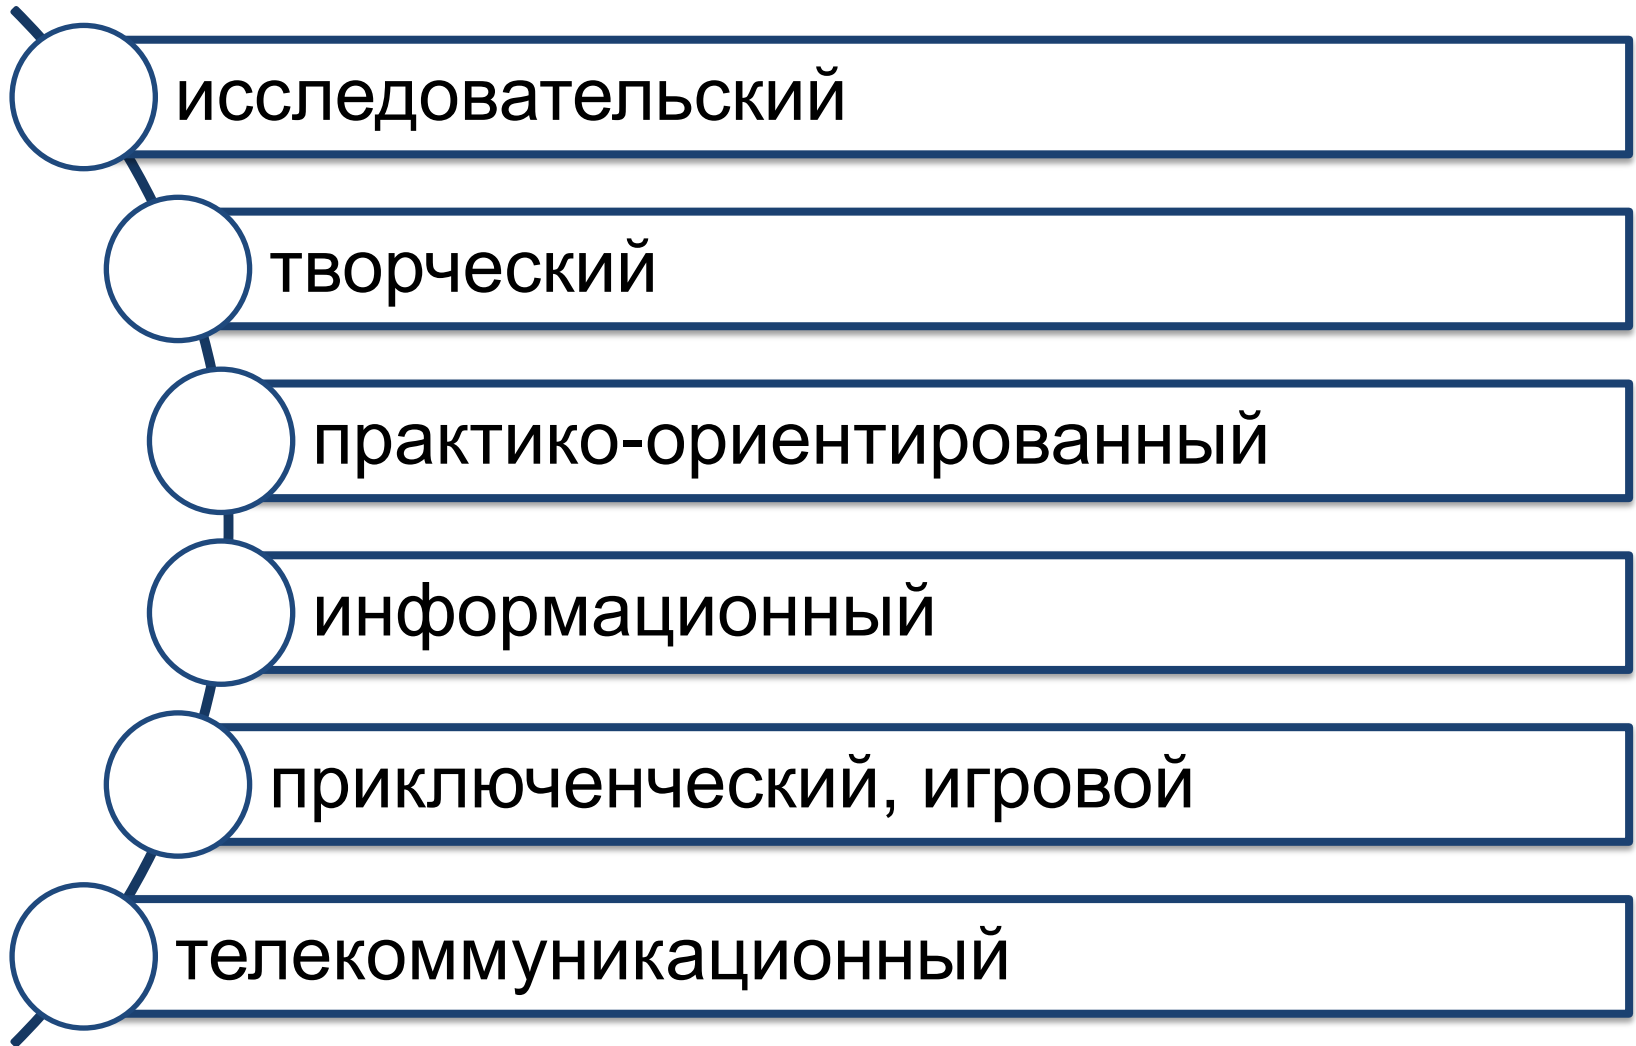 исследовательский
творческий
практико-ориентированный
информационный
приключенческий, игровой
телекоммуникационный